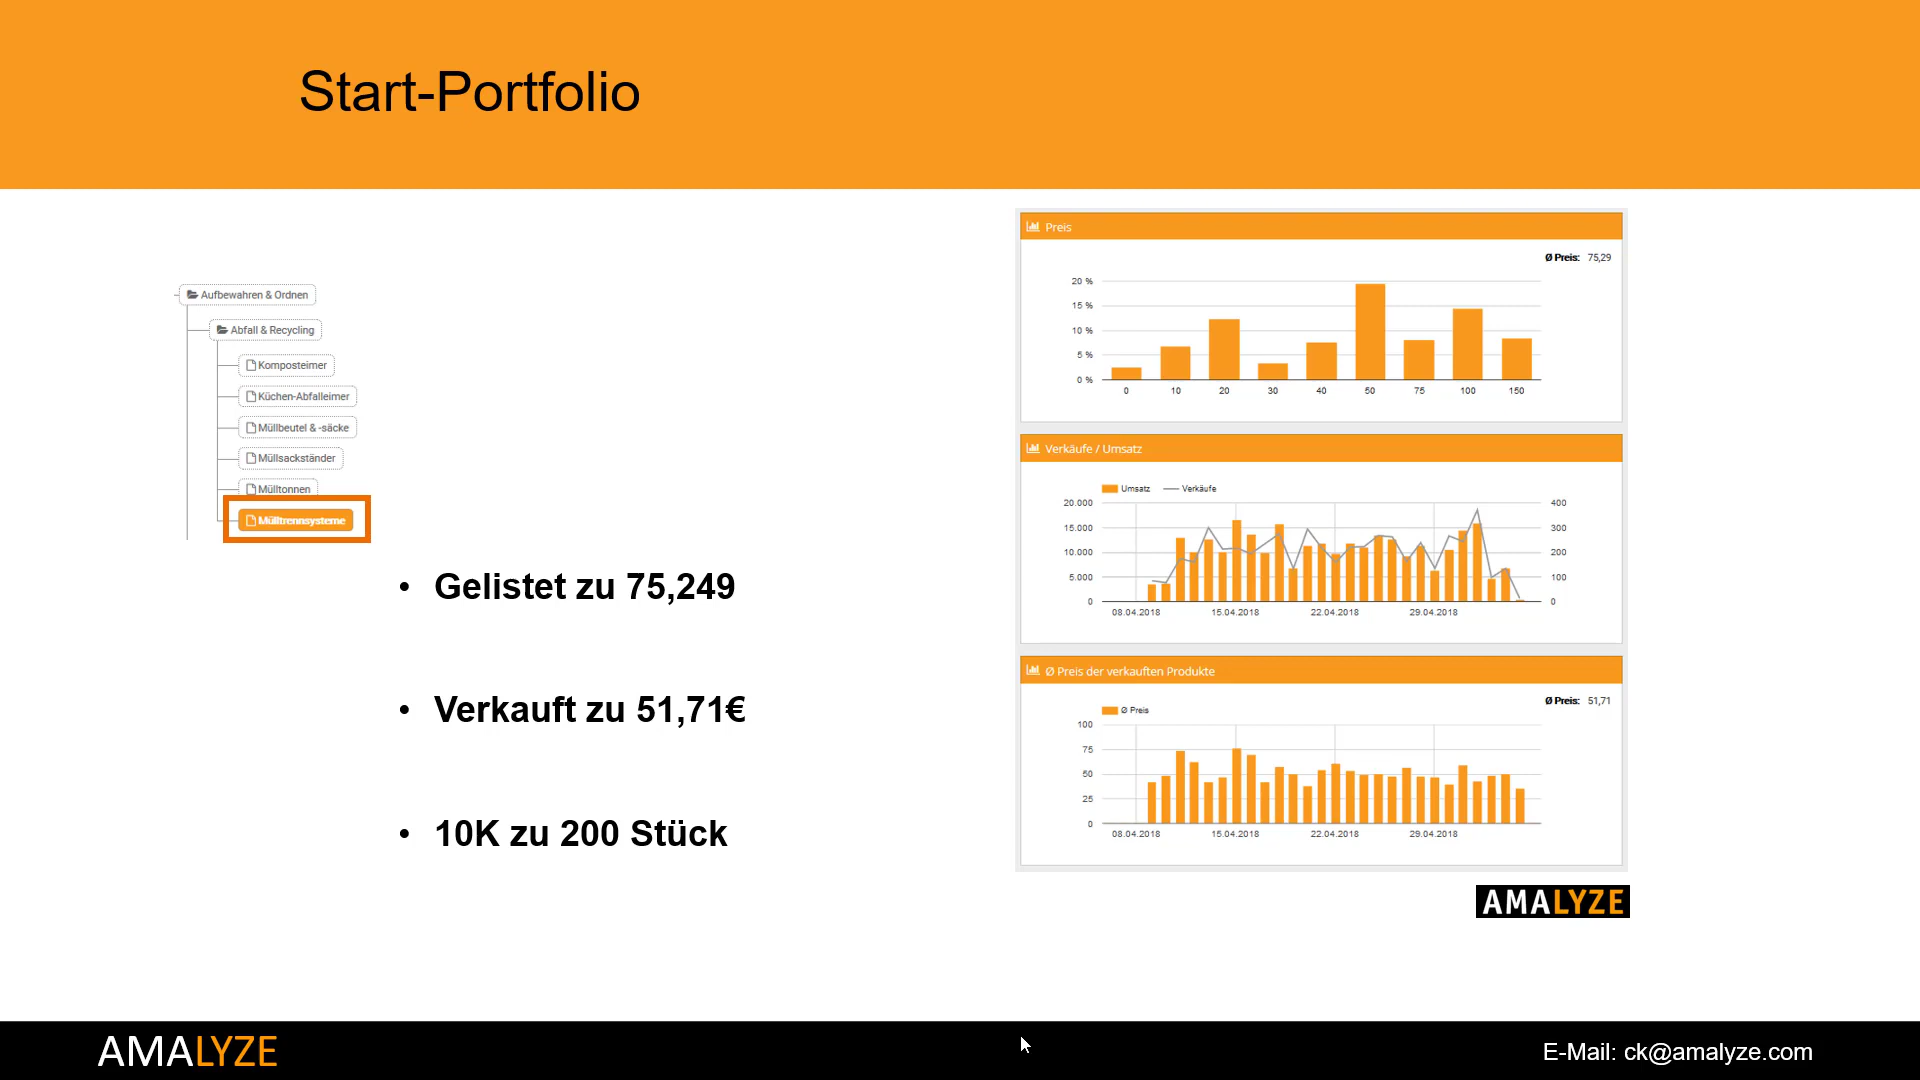 Start-Portfolio
Aufbewahren & Ordnen
Abfall & Recycling
Komposteimer
Küchen-Abfalleimer
Müllbeutel & -säcke
Müllsackständer
Mülltonnen
Mülltrennsysteme
• Gelistet zu 75,249
• Verkauft zu 51,71€
• 10K zu 200 Stück
Preis
Ø Preis: 75,29
20 %
15 %
10 %
5 %
0 %
0 10 20 30 40 50 75 100 150
Verkäufe / Umsatz
Umsatz Verkäufe
20.000 400
15.000 300
10.000 200
5.000 100
0 0
08.04.2018 15.04.2018 22.04.2018 29.04.2018
Ø Preis der verkauften Produkte
Ø Preis: 51,71
Ø Preis
100
75
50
25
0
08.04.2018 15.04.2018 22.04.2018 29.04.2018
AMALYZE
AMALYZE
E-Mail: ck@amalyze.com